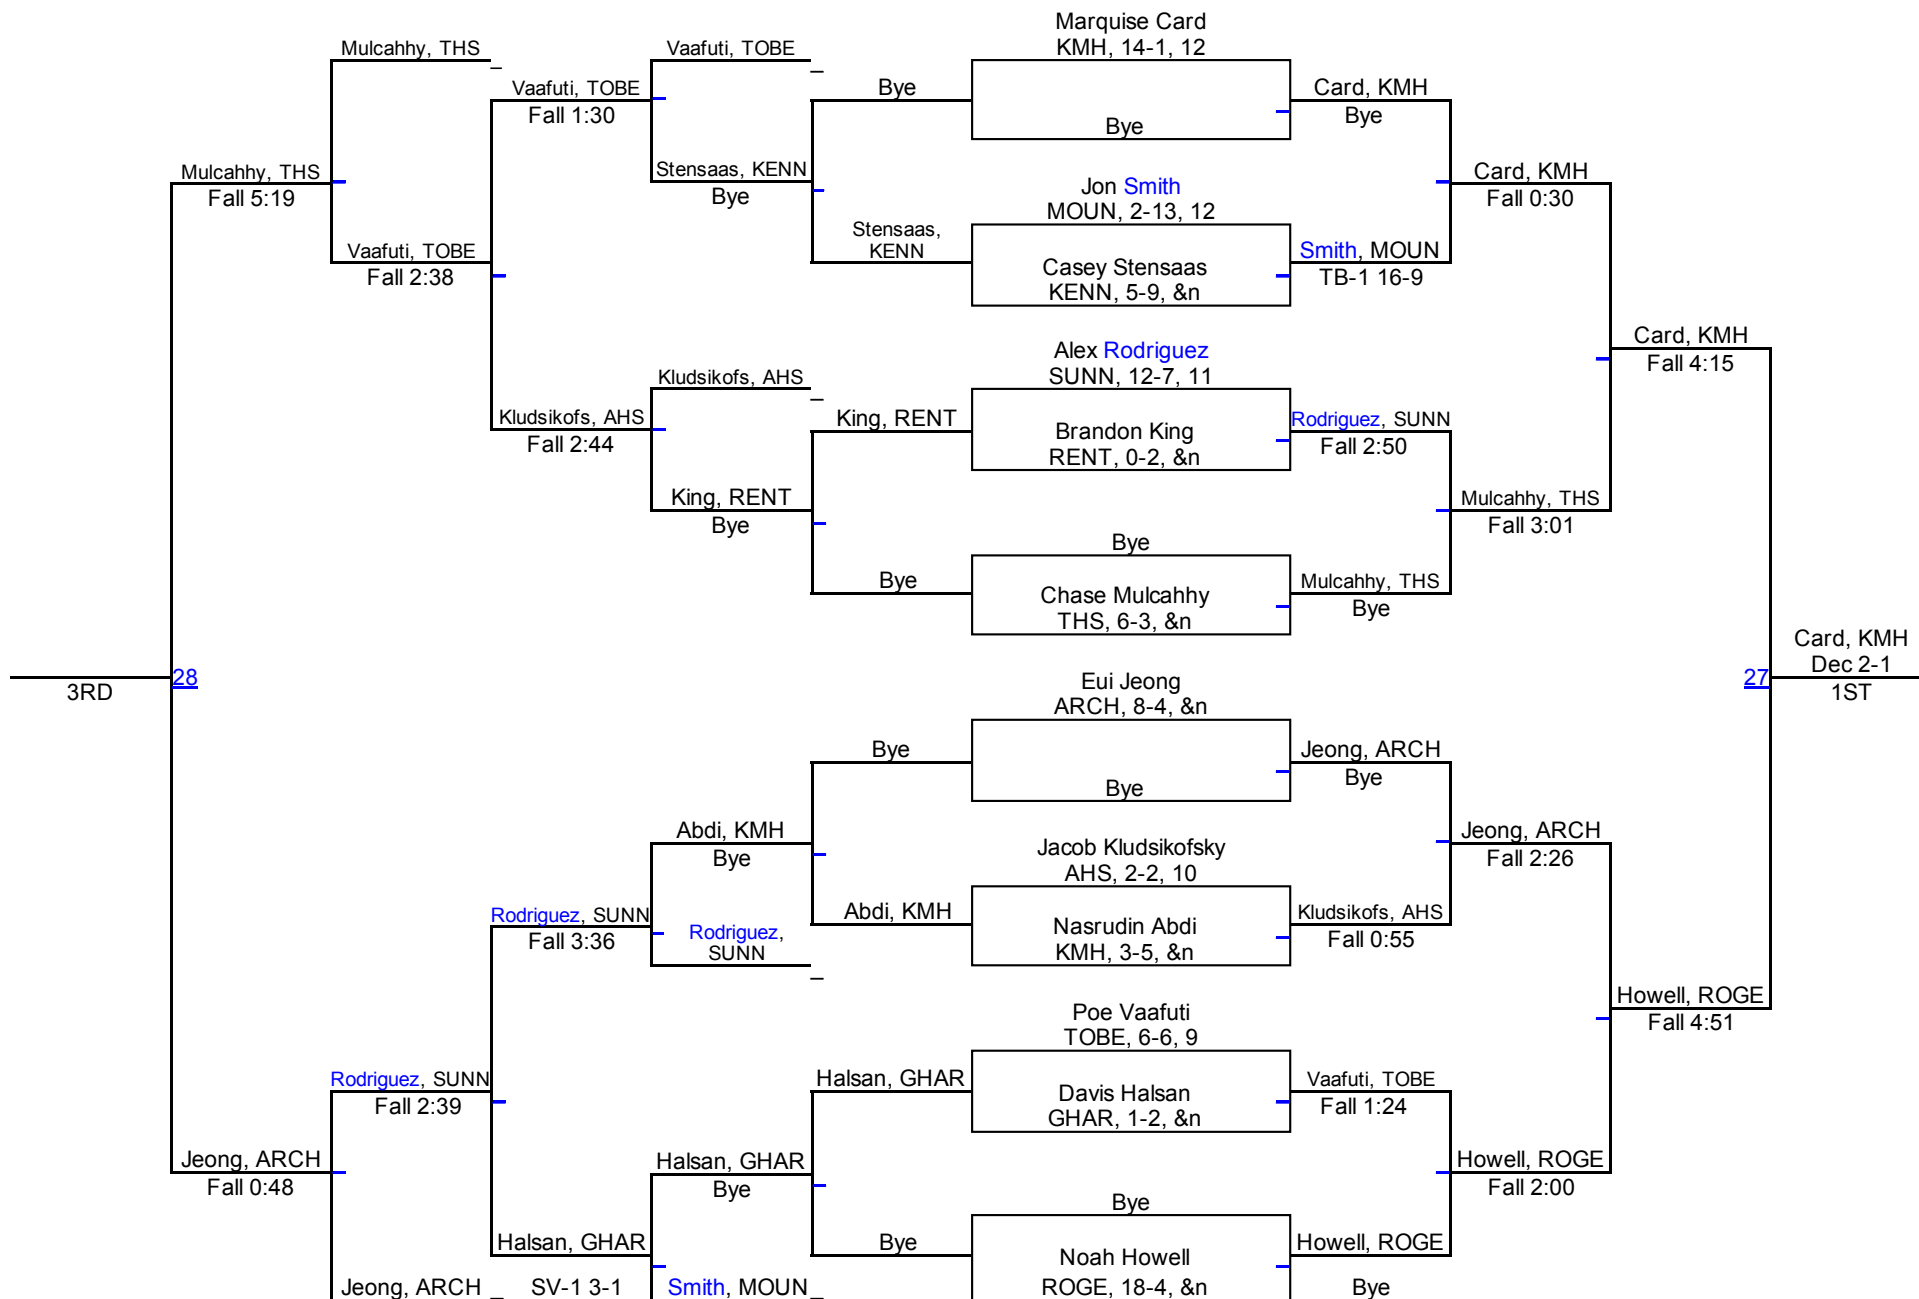 Marquise Card
Mulcahhy, THS
Vaafuti, TOBE
KMH, 14-1, 12
_
_
Vaafuti, TOBE
Bye
Card, KMH
Fall 1:30
Bye
Bye
Mulcahhy, THS
Stensaas, KENN
Card, KMH
Fall 5:19
Bye
Jon Smith
Fall 0:30
MOUN, 2-13, 12
Stensaas,
KENN
Vaafuti, TOBE
Smith, MOUN
Fall 2:38
Casey Stensaas
TB-1 16-9
KENN, 5-9, &n
Card, KMH
Alex Rodriguez
Fall 4:15
Kludsikofs, AHS
SUNN, 12-7, 11
_
Kludsikofs, AHS
King, RENT
Rodriguez, SUNN
Fall 2:44
Brandon King
Fall 2:50
RENT, 0-2, &n
King, RENT
Mulcahhy, THS
Bye
Fall 3:01
Bye
Bye
Mulcahhy, THS
Chase Mulcahhy
Bye
THS, 6-3, &n
Card, KMH
Dec 2-1
28
27
3RD
1ST
Eui Jeong
ARCH, 8-4, &n
Bye
Jeong, ARCH
Bye
Bye
Abdi, KMH
Jeong, ARCH
Bye
Jacob Kludsikofsky
Fall 2:26
AHS, 2-2, 10
Rodriguez, SUNN
Abdi, KMH
Kludsikofs, AHS
Fall 3:36
Rodriguez,
SUNN
Nasrudin Abdi
Fall 0:55
KMH, 3-5, &n
_
Howell, ROGE
Poe Vaafuti
Fall 4:51
TOBE, 6-6, 9
Rodriguez, SUNN
Halsan, GHAR
Vaafuti, TOBE
Fall 2:39
Davis Halsan
Fall 1:24
GHAR, 1-2, &n
Jeong, ARCH
Halsan, GHAR
Howell, ROGE
Fall 0:48
Bye
Fall 2:00
Bye
Halsan, GHAR
Bye
Howell, ROGE
Noah Howell
Jeong, ARCH _
SV-1 3-1
Smith, MOUN _
ROGE, 18-4, &n
Bye